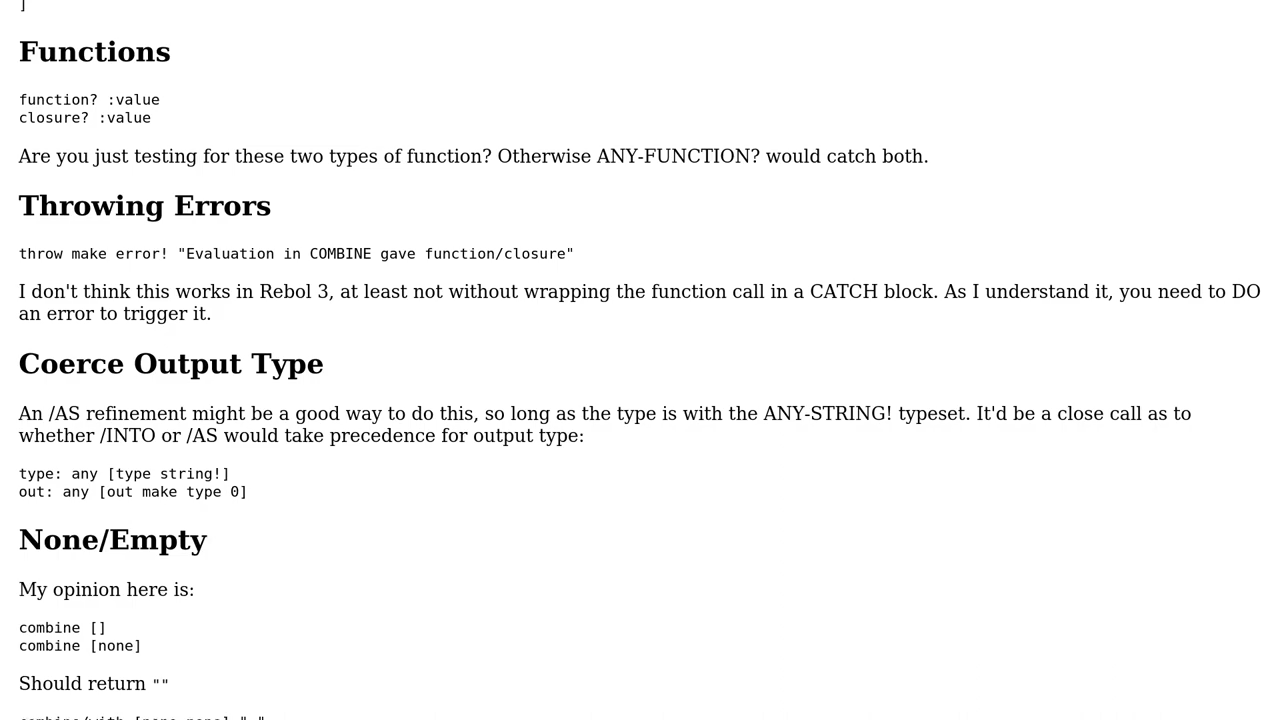 ]
Functions
function? :value
closure? :value
Are you just testing for these two types of function? Otherwise ANY-FUNCTION? would catch both.
Throwing Errors
throw make error! "Evaluation in COMBINE gave function/closure"
I don't think this works in Rebol 3, at least not without wrapping the function call in a CATCH block. As I understand it, you need to DO
an error to trigger it.
Coerce Output Type
An /AS refinement might be a good way to do this, so long as the type is with the ANY-STRING! typeset. It'd be a close call as to
whether /INTO or /AS would take precedence for output type:
type: any [type string!]
out: any [out make type 0]
None/Empty
My opinion here is:
combine []
combine [none]
Should return ""